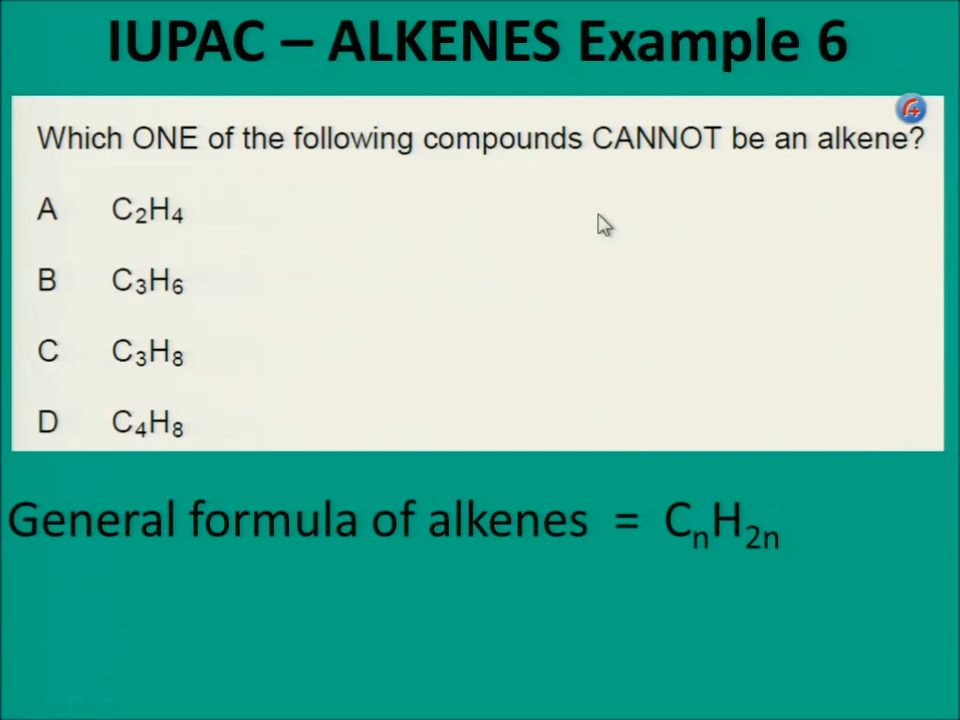 IUPAC – ALKENES Example 6
Which ONE of the following compounds CANNOT be an alkene?
A C₂H₄
B C₃H₆
C C₃H₈
D C₄H₈
General formula of alkenes = CₙH₂ₙ